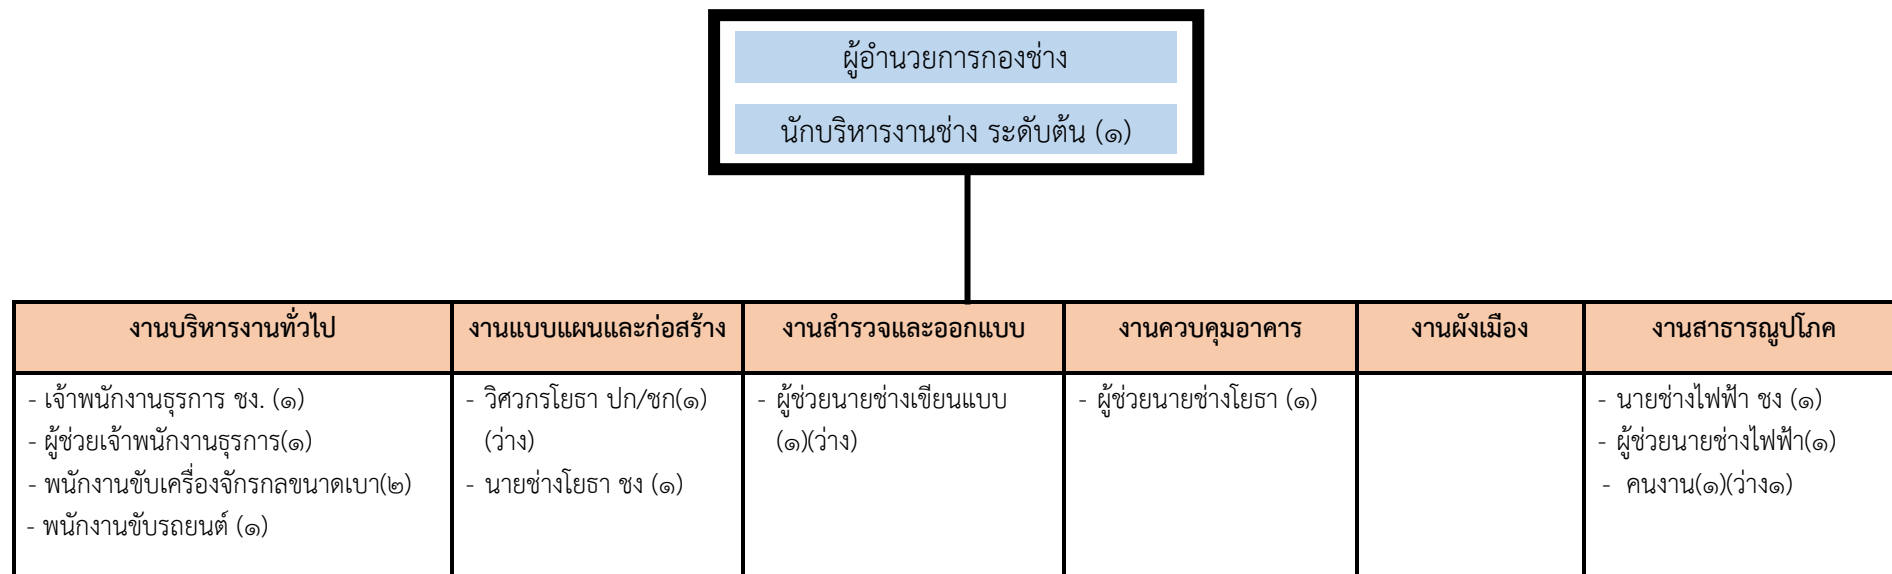 ผู้อำนวยการกองช่าง
นักบริหารงานช่าง ระดับต้น (๑)
งานบริหารงานทั่วไป
- เจ้าพนักงานธุรการ ชง. (๑)
- ผู้ช่วยเจ้าพนักงานธุรการ(๑)
- พนักงานขับเครื่องจักรกลขนาดเบา(๒)
- พนักงานขับรถยนต์ (๑)
งานแบบแผนและก่อสร้าง
- วิศวกรโยธา ปก/ชก(๑)
(ว่าง)
- นายช่างโยธา ชง (๑)
งานสำรวจและออกแบบ
- ผู้ช่วยนายช่างเขียนแบบ
(๑)(ว่าง)
งานควบคุมอาคาร
- ผู้ช่วยนายช่างโยธา (๑)
งานผังเมือง
งานสาธารณูปโภค
- นายช่างไฟฟ้า ชง (๑)
- ผู้ช่วยนายช่างไฟฟ้า(๑)
- คนงาน(๑)(ว่าง๑)